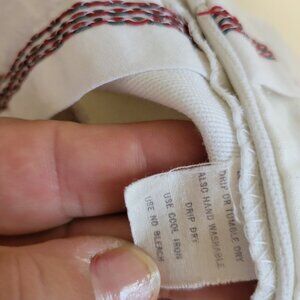 DRIP OR TUMBLE DRY
ALSO HAND WASHABLE
DRIP DRY
USE COOL IRON
USE NO BLEACH